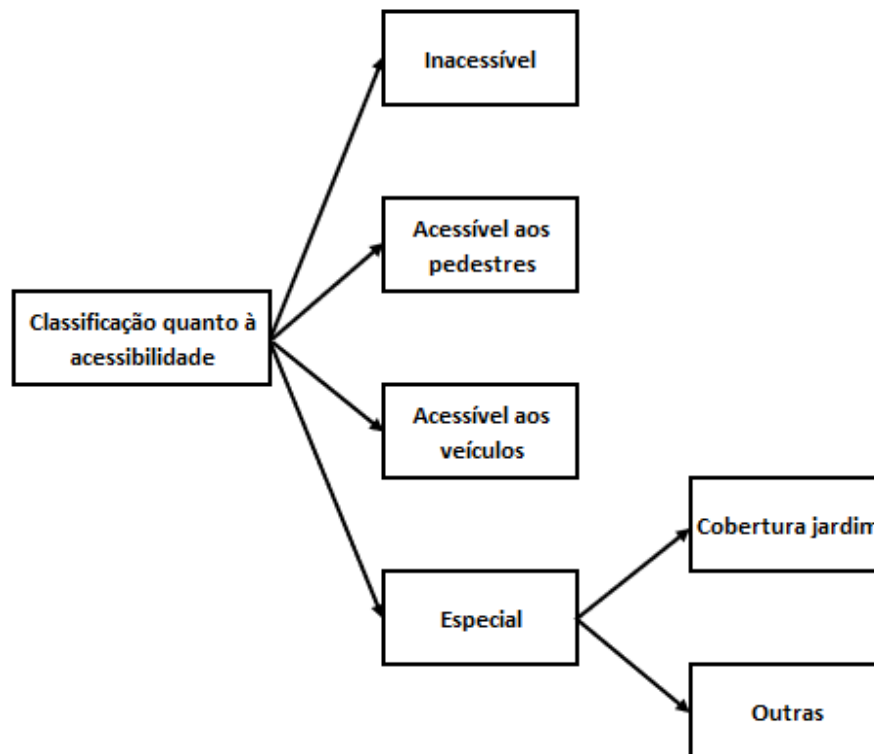 Inacessível
Acessível aos
pedestres
Classificação quanto à
acessibilidade
Acessível aos
veículos
Cobertura jardim
Especial
Outras